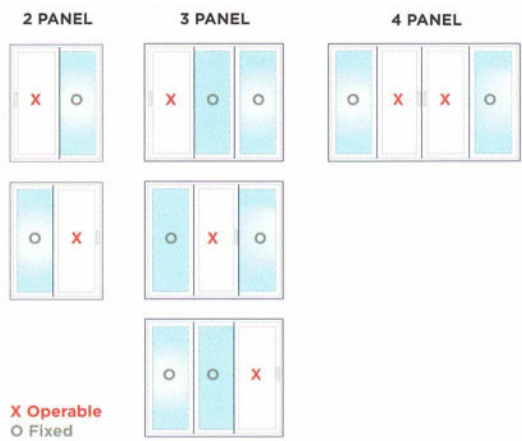 2 PANEL 3 PANEL 4 PANEL
X O X O O O X X O
O X O X O
O O X
X Operable
O Fixed